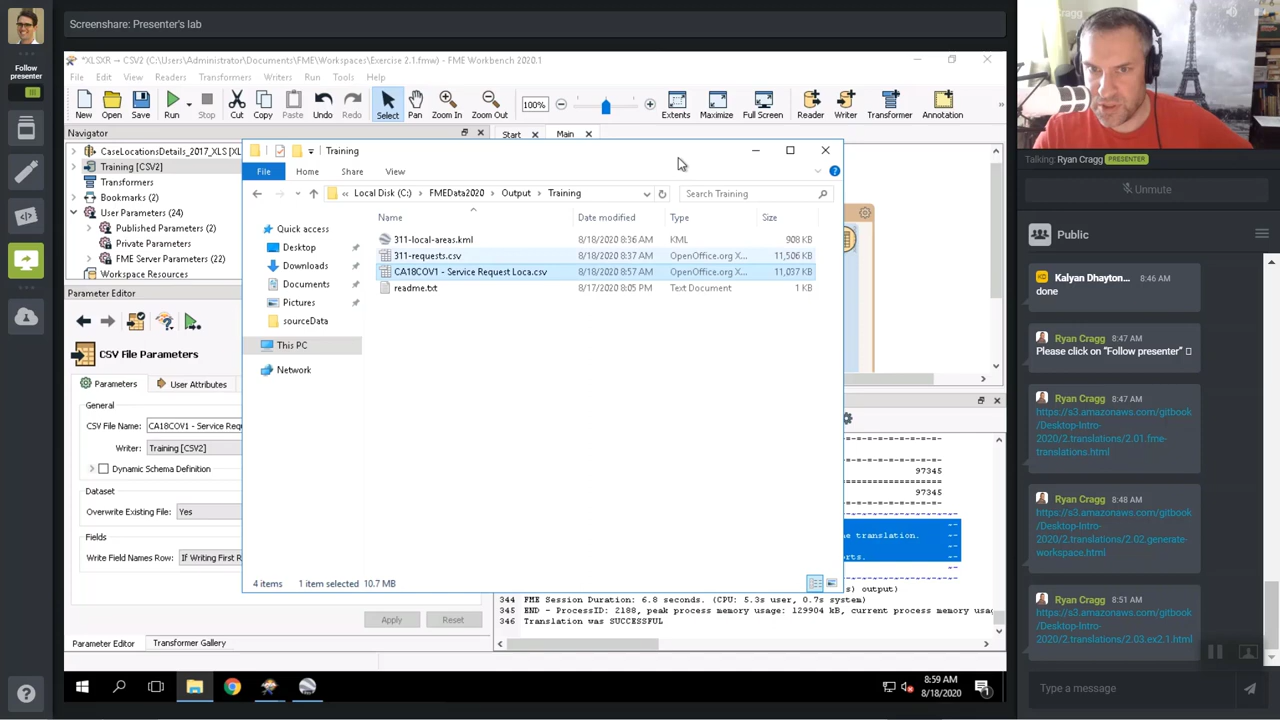 Screenshare: Presenter's lab
Follow
presenter
*XLSXR → CSV2 (C:\Users\Administrator\Documents\FME\Workspaces\Exercise 2.1.fmw) - FME Workbench 2020.1
File Edit View Readers Transformers Writers Run Tools Help
New Open Save Run Stop Cut Copy Paste Undo Redo Select Pan Zoom In Zoom Out 100% Extents Maximize Full Screen Reader Writer Transformer Annotation
Navigator
Start Main
CaseLocationsDetails_2017_XLS [XL
Training [CSV2]
Transformers
Bookmarks (2)
User Parameters (24)
Published Parameters (2)
Private Parameters
FME Server Parameters (22)
Workspace Resources
Parameter Editor
CSV File Parameters
Parameters User Attributes
General
CSV File Name: CA18COV1 - Service Requ
Writer: Training [CSV2]
Dynamic Schema Definition
Dataset
Overwrite Existing File: Yes
Fields
Write Field Names Row: If Writing First R
Apply Reset
Parameter Editor Transformer Gallery
Training
File Home Share View
Local Disk (C:) FMEData2020 Output Training
Search Training
Quick access
Desktop
Downloads
Documents
Pictures
sourceData
This PC
Network
Name Date modified Type Size
311-local-areas.kml 8/18/2020 8:36 AM KML 908 KB
311-requests.csv 8/18/2020 8:37 AM OpenOffice.org X... 11,506 KB
CA18COV1 - Service Request Loca.csv 8/18/2020 8:57 AM OpenOffice.org X... 11,037 KB
readme.txt 8/17/2020 8:05 PM Text Document 1 KB
4 items 1 item selected 10.7 MB
97345
97345
e translation.
rts.
s) output)
344 FME Session Duration: 6.8 seconds. (CPU: 5.3s user, 0.7s system)
345 END - ProcessID: 2188, peak process memory usage: 129904 kB, current process memory usa
346 Translation was SUCCESSFUL
8:59 AM
8/18/2020
1
Talking: Ryan Cragg PRESENTER
Unmute
Public
KD
Kalyan Dhayton... 8:46 AM
done
Ryan Cragg 8:47 AM
Please click on "Follow presenter"
Ryan Cragg 8:47 AM
https://s3.amazonaws.com/gitbook
/Desktop-Intro-
2020/2.translations/2.01.fme-
translations.html
Ryan Cragg 8:48 AM
https://s3.amazonaws.com/gitbook
/Desktop-Intro-
2020/2.translations/2.02.generate-
workspace.html
Ryan Cragg 8:51 AM
https://s3.amazonaws.com/gitbook
/Desktop-Intro-
2020/2.translations/2.03.ex2.1.html
Type a message